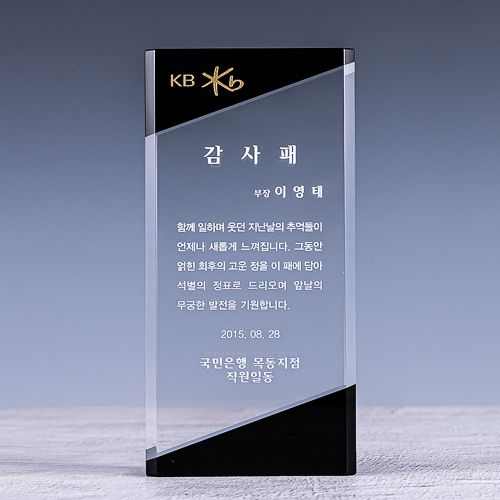 KB Kb
감 사 패
부장 이 영 태
함께 일하며 웃던 지난날의 추억들이
언제나 새롭게 느껴집니다. 그동안
얽힌 회후의 고운 정을 이 패에 담아
석별의 정표로 드리오며 앞날의
무궁한 발전을 기원합니다.
2015. 08. 28
국민은행 목동지점
직원일동